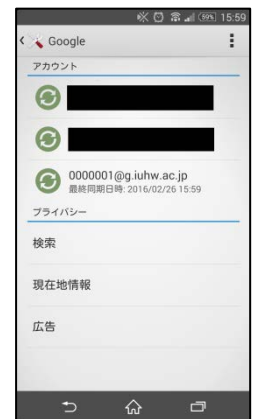 59% 15:59
Google
アカウント
0000001@g.iuhw.ac.jp
最終同期日時: 2016/02/26 15:59
プライバシー
検索
現在地情報
広告